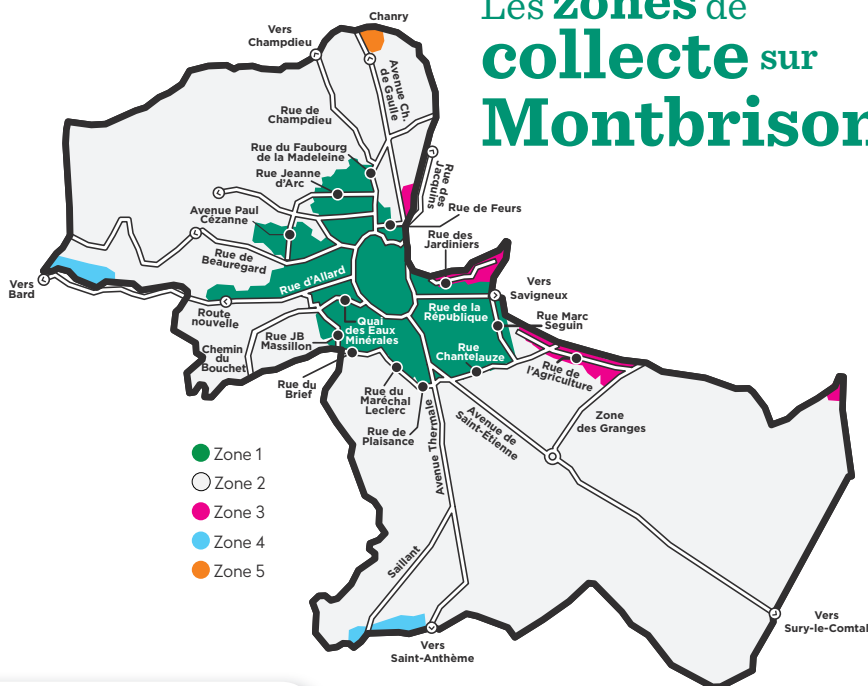 Les zones de
collecte sur
Montbrison
Chanry
Vers
Champdieu
Avenue Ch.
de Gaulle
Rue de
Champdieu
Rue du Faubourg
de la Madeleine
Rue Jeanne
d'Arc
Rue des
Jacquins
Avenue Paul
Cézanne
Rue de Feurs
Rue des
Jardiniers
Rue de
Beauregard
Rue d'Allard
Vers
Bard
Vers
Savigneux
Route
nouvelle
Rue de la
République
Rue Marc
Seguin
Quai
des Eaux
Minérales
Rue JB
Massillon
Chemin
du
Bouchet
Rue
Chantelauze
Rue de
l'Agriculture
Rue du
Brief
Rue du
Maréchal
Leclerc
Rue de
Plaisance
Avenue Thermale
Avenue de
Saint-Étienne
Zone
des Granges
Zone 1
Zone 2
Zone 3
Zone 4
Zone 5
Saillant
Vers
Saint-Anthème
Vers
Sury-le-Comtal